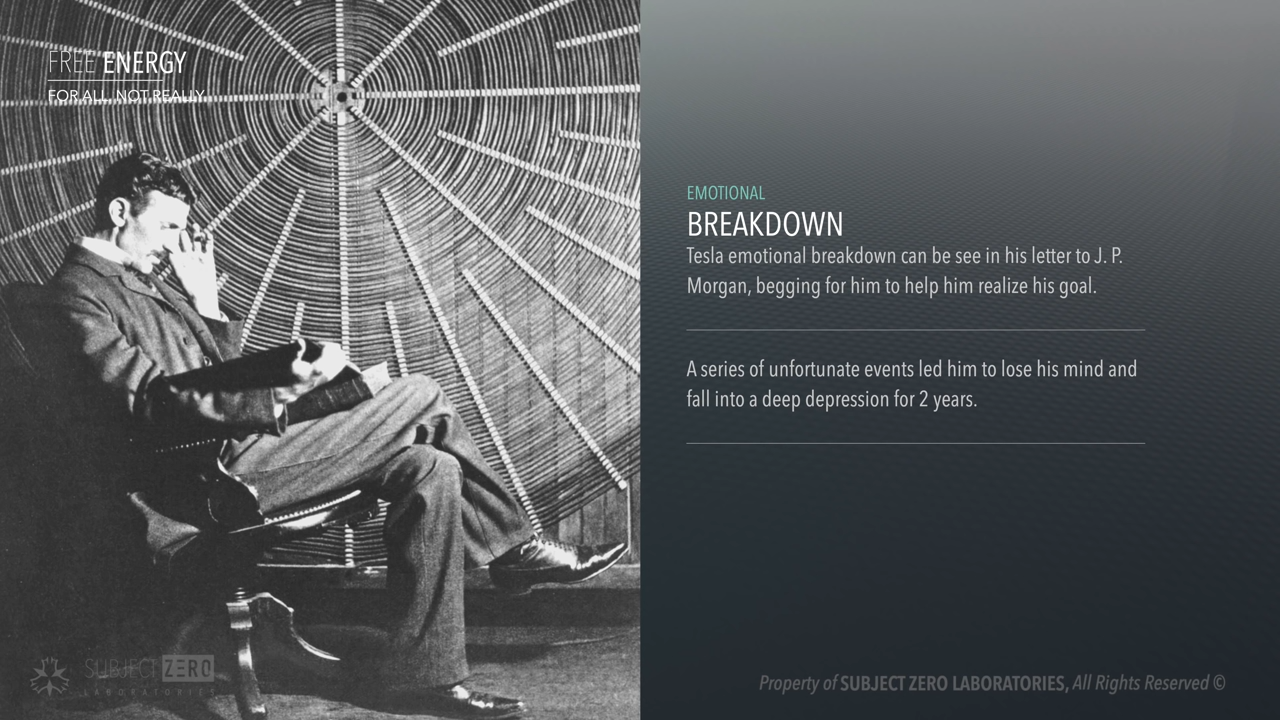 FREE ENERGY
FOR ALL. NOT REALLY
EMOTIONAL
BREAKDOWN
Tesla emotional breakdown can be see in his letter to J. P.
Morgan, begging for him to help him realize his goal.
A series of unfortunate events led him to lose his mind and
fall into a deep depression for 2 years.
SUBJECT ZERO
LABORATORIES
Property of SUBJECT ZERO LABORATORIES, All Rights Reserved ©